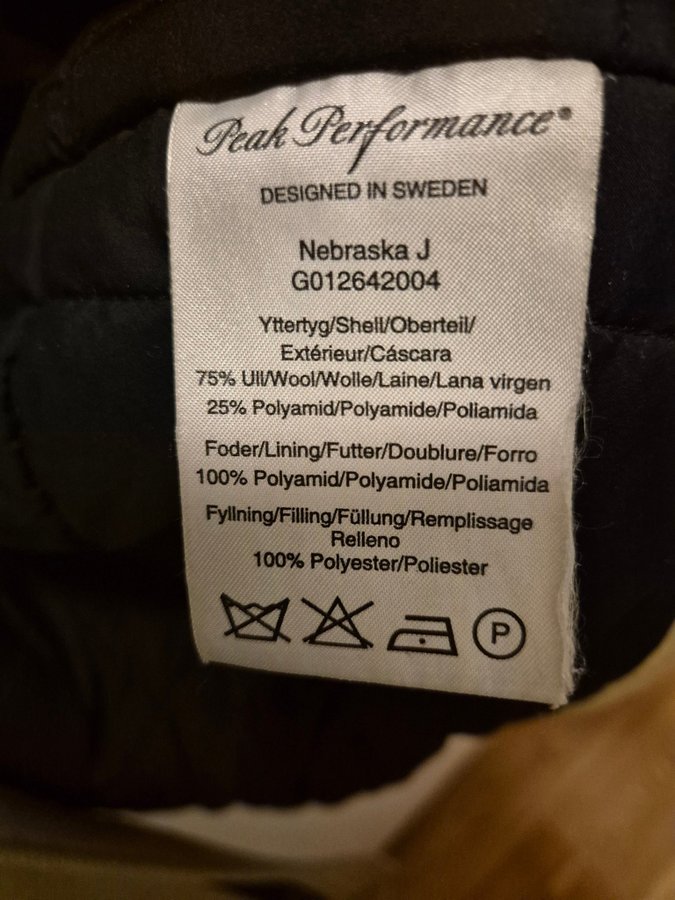 Peak Performance®
DESIGNED IN SWEDEN
Nebraska J
G012642004
Yttertyg/Shell/Oberteil/
Extérieur/Cáscara
75% Ull/Wool/Wolle/Laine/Lana virgen
25% Polyamid/Polyamide/Poliamida
Foder/Lining/Futter/Doublure/Forro
100% Polyamid/Polyamide/Poliamida
Fyllning/Filling/Füllung/Remplissage
Relleno
100% Polyester/Poliester
P